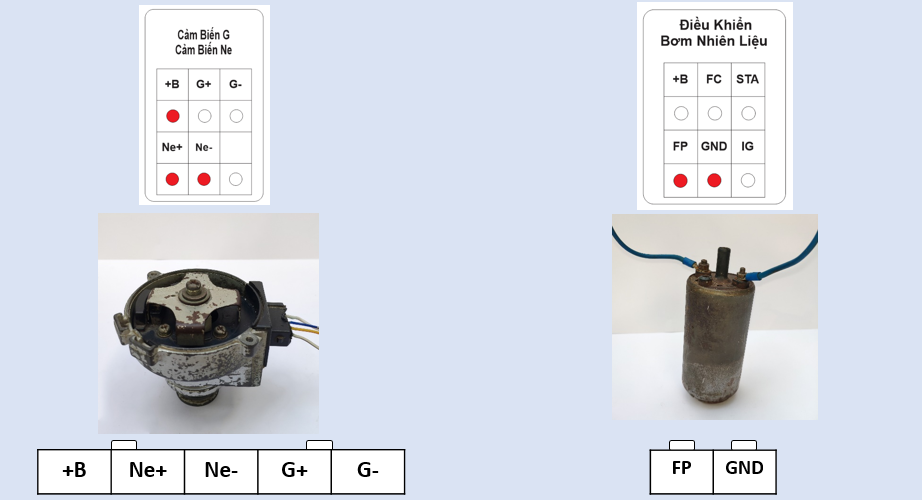 Cảm Biến G
Cảm Biến Ne
+B G+ G-
Ne+ Ne-
Điều Khiển
Bơm Nhiên Liệu
+B FC STA
FP GND IG
+B Ne+ Ne- G+ G-
FP GND